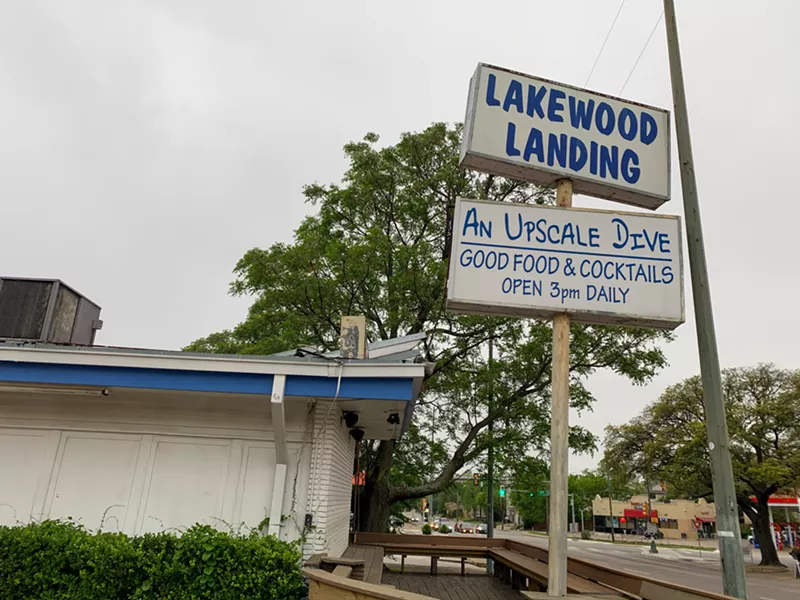 LAKEWOOD
LANDING
AN UPSCALE DIVE
GOOD FOOD & COCKTAILS
OPEN 3pm DAILY